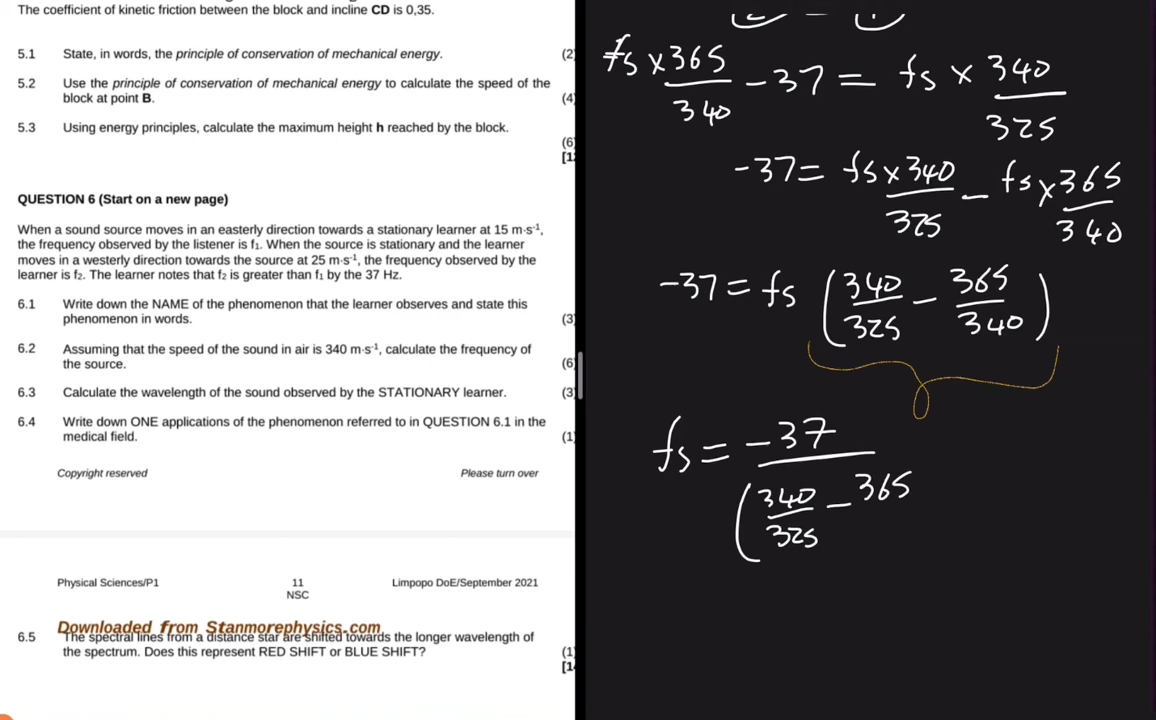 The coefficient of kinetic friction between the block and incline CD is 0,35.
5.1 State, in words, the principle of conservation of mechanical energy. (2)
5.2 Use the principle of conservation of mechanical energy to calculate the speed of the
block at point B. (4)
5.3 Using energy principles, calculate the maximum height h reached by the block.
(6)
[1
QUESTION 6 (Start on a new page)
When a sound source moves in an easterly direction towards a stationary learner at 15 m·s⁻¹,
the frequency observed by the listener is f₁. When the source is stationary and the learner
moves in a westerly direction towards the source at 25 m·s⁻¹, the frequency observed by the
learner is f₂. The learner notes that f₂ is greater than f₁ by the 37 Hz.
6.1 Write down the NAME of the phenomenon that the learner observes and state this
phenomenon in words. (3)
6.2 Assuming that the speed of the sound in air is 340 m·s⁻¹, calculate the frequency of
the source. (6)
6.3 Calculate the wavelength of the sound observed by the STATIONARY learner. (3)
6.4 Write down ONE applications of the phenomenon referred to in QUESTION 6.1 in the
medical field. (1)
Copyright reserved Please turn over
Physical Sciences/P1 11 Limpopo DoE/September 2021
NSC
Downloaded from Stanmorephysics.com
6.5 The spectral lines from a distance star are shifted towards the longer wavelength of
the spectrum. Does this represent RED SHIFT or BLUE SHIFT? (1)
[1
fs × 365/340 - 37 = fs × 340/325
-37 = fs × 340/325 - fs × 365/340
-37 = fs (340/325 - 365/340)
fs = -37
(340/325 - 365